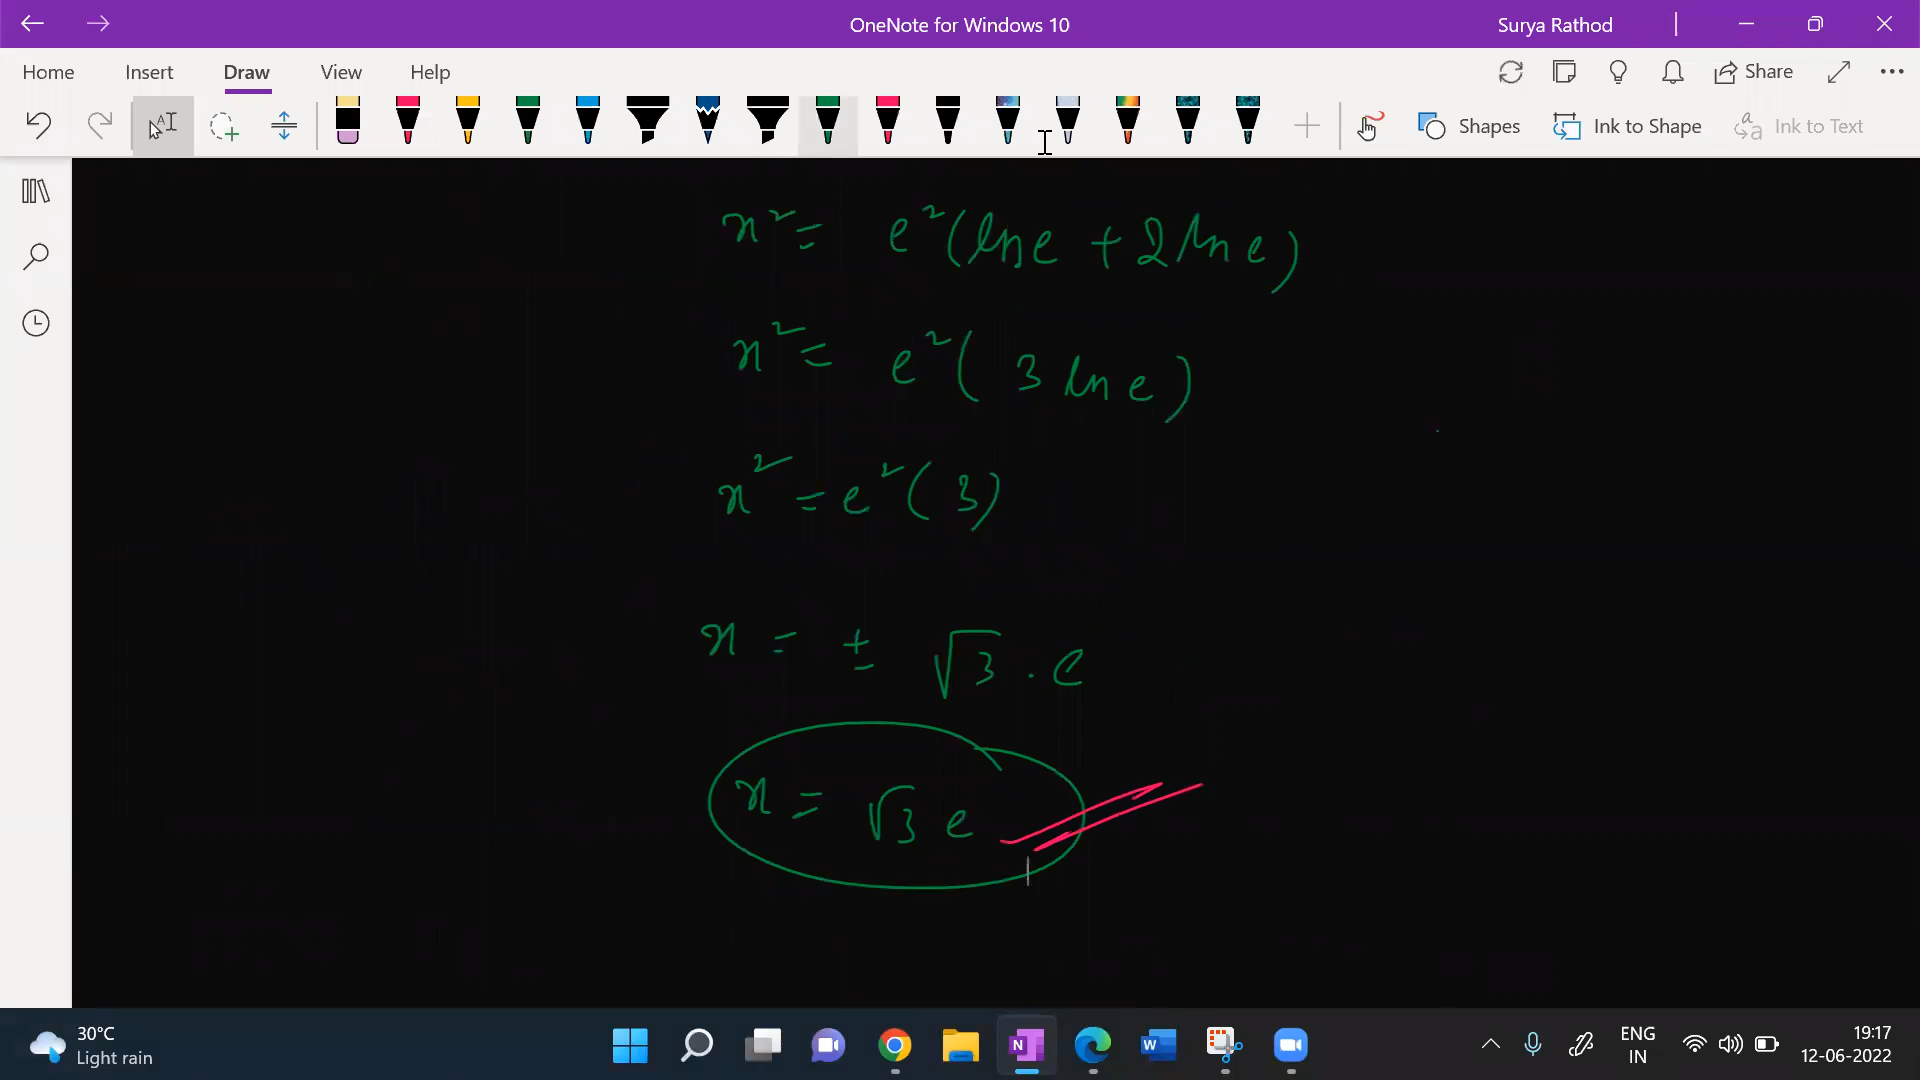 OneNote for Windows 10
Surya Rathod
Home Insert Draw View Help
Share
Shapes Ink to Shape Ink to Text
x² = e²(ln e + 2 ln e)
x² = e²( 3 ln e)
x² = e²( 3)
x = ± √3 . e
x = √3 e
30°C
Light rain
ENG
IN
19:17
12-06-2022